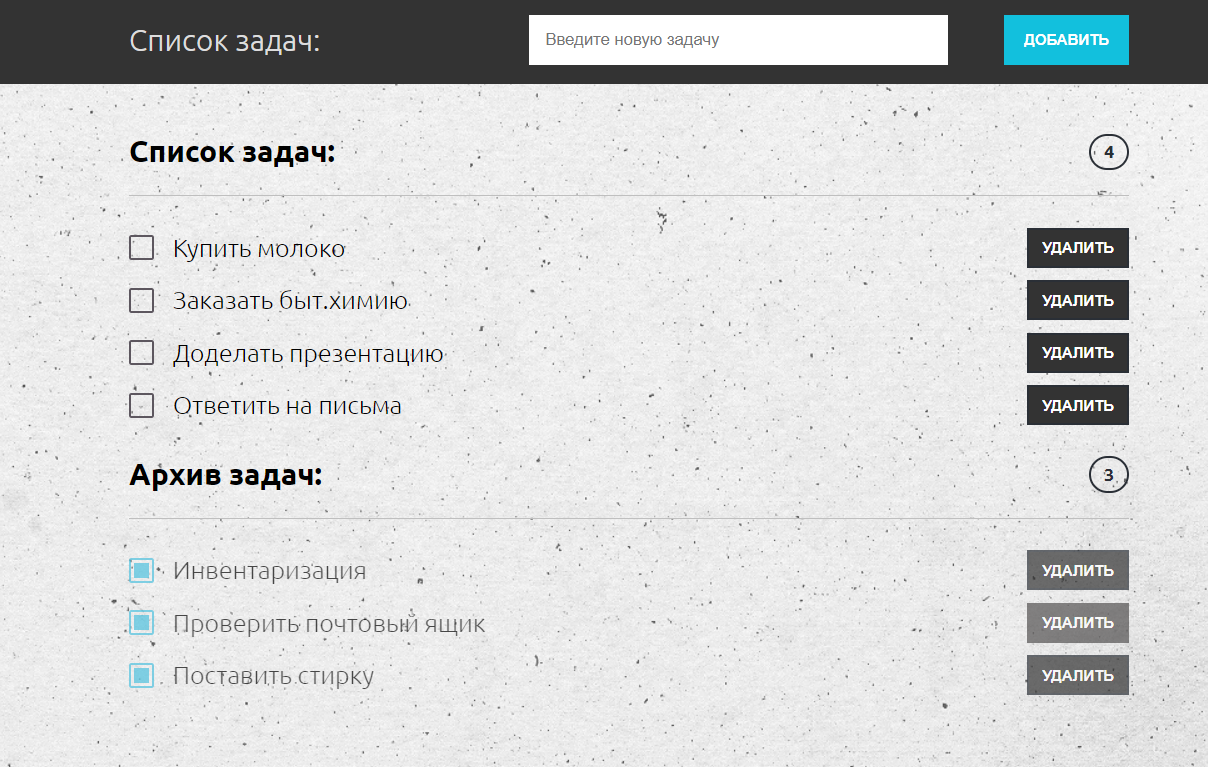 Список задач:
Введите новую задачу
ДОБАВИТЬ
Список задач:
4
Купить молоко
УДАЛИТЬ
Заказать быт.химию
УДАЛИТЬ
Доделать презентацию
УДАЛИТЬ
Ответить на письма
УДАЛИТЬ
Архив задач:
3
Инвентаризация
УДАЛИТЬ
Проверить почтовый ящик
УДАЛИТЬ
Поставить стирку
УДАЛИТЬ